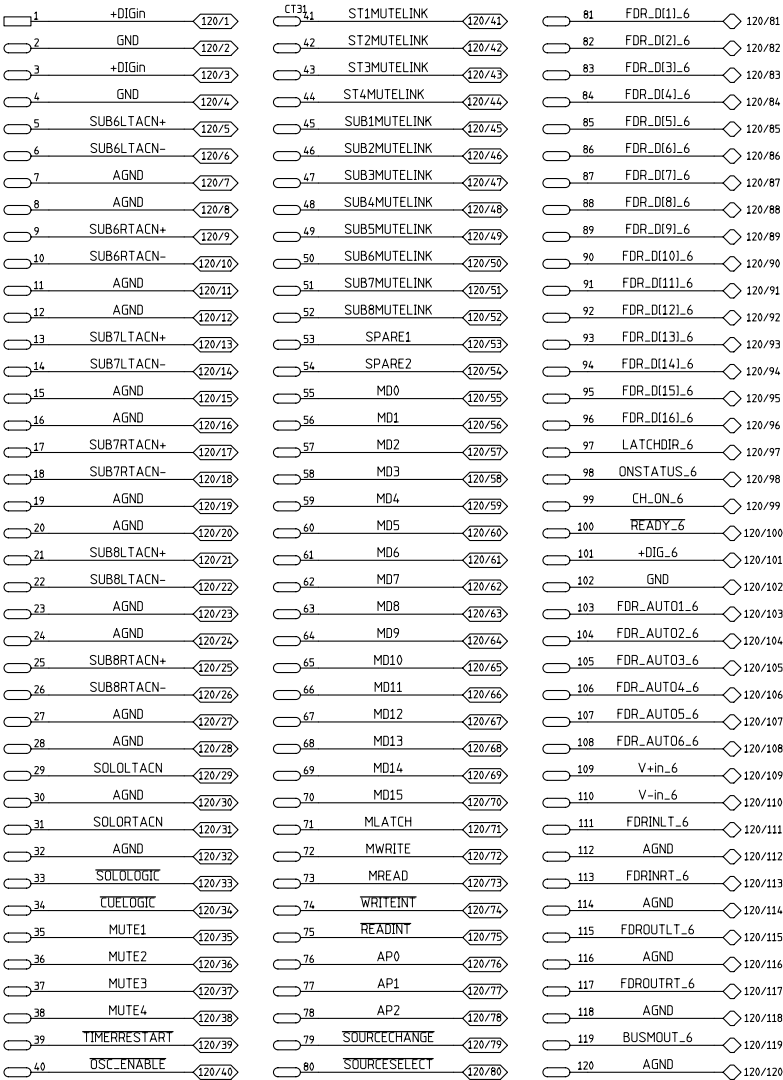 CT31
1 +DIGin 120/1
2 GND 120/2
3 +DIGin 120/3
4 GND 120/4
5 SUB6LTACN+ 120/5
6 SUB6LTACN- 120/6
7 AGND 120/7
8 AGND 120/8
9 SUB6RTACN+ 120/9
10 SUB6RTACN- 120/10
11 AGND 120/11
12 AGND 120/12
13 SUB7LTACN+ 120/13
14 SUB7LTACN- 120/14
15 AGND 120/15
16 AGND 120/16
17 SUB7RTACN+ 120/17
18 SUB7RTACN- 120/18
19 AGND 120/19
20 AGND 120/20
21 SUB8LTACN+ 120/21
22 SUB8LTACN- 120/22
23 AGND 120/23
24 AGND 120/24
25 SUB8RTACN+ 120/25
26 SUB8RTACN- 120/26
27 AGND 120/27
28 AGND 120/28
29 SOLOLTACN 120/29
30 AGND 120/30
31 SOLORTACN 120/31
32 AGND 120/32
33 SOLOLOGIC 120/33
34 CUELOGIC 120/34
35 MUTE1 120/35
36 MUTE2 120/36
37 MUTE3 120/37
38 MUTE4 120/38
39 TIMERRESTART 120/39
40 OSC_ENABLE 120/40
41 ST1MUTELINK 120/41
42 ST2MUTELINK 120/42
43 ST3MUTELINK 120/43
44 ST4MUTELINK 120/44
45 SUB1MUTELINK 120/45
46 SUB2MUTELINK 120/46
47 SUB3MUTELINK 120/47
48 SUB4MUTELINK 120/48
49 SUB5MUTELINK 120/49
50 SUB6MUTELINK 120/50
51 SUB7MUTELINK 120/51
52 SUB8MUTELINK 120/52
53 SPARE1 120/53
54 SPARE2 120/54
55 MD0 120/55
56 MD1 120/56
57 MD2 120/57
58 MD3 120/58
59 MD4 120/59
60 MD5 120/60
61 MD6 120/61
62 MD7 120/62
63 MD8 120/63
64 MD9 120/64
65 MD10 120/65
66 MD11 120/66
67 MD12 120/67
68 MD13 120/68
69 MD14 120/69
70 MD15 120/70
71 MLATCH 120/71
72 MWRITE 120/72
73 MREAD 120/73
74 WRITEINT 120/74
75 READINT 120/75
76 AP0 120/76
77 AP1 120/77
78 AP2 120/78
79 SOURCECHANGE 120/79
80 SOURCESELECT 120/80
81 FDR_D[1]_6 120/81
82 FDR_D[2]_6 120/82
83 FDR_D[3]_6 120/83
84 FDR_D[4]_6 120/84
85 FDR_D[5]_6 120/85
86 FDR_D[6]_6 120/86
87 FDR_D[7]_6 120/87
88 FDR_D[8]_6 120/88
89 FDR_D[9]_6 120/89
90 FDR_D[10]_6 120/90
91 FDR_D[11]_6 120/91
92 FDR_D[12]_6 120/92
93 FDR_D[13]_6 120/93
94 FDR_D[14]_6 120/94
95 FDR_D[15]_6 120/95
96 FDR_D[16]_6 120/96
97 LATCHDIR_6 120/97
98 ONSTATUS_6 120/98
99 CH_ON_6 120/99
100 READY_6 120/100
101 +DIG_6 120/101
102 GND 120/102
103 FDR_AUTO1_6 120/103
104 FDR_AUTO2_6 120/104
105 FDR_AUTO3_6 120/105
106 FDR_AUTO4_6 120/106
107 FDR_AUTO5_6 120/107
108 FDR_AUTO6_6 120/108
109 V+in_6 120/109
110 V-in_6 120/110
111 FDRINLT_6 120/111
112 AGND 120/112
113 FDRINRT_6 120/113
114 AGND 120/114
115 FDROUTLT_6 120/115
116 AGND 120/116
117 FDROUTRT_6 120/117
118 AGND 120/118
119 BUSMOUT_6 120/119
120 AGND 120/120